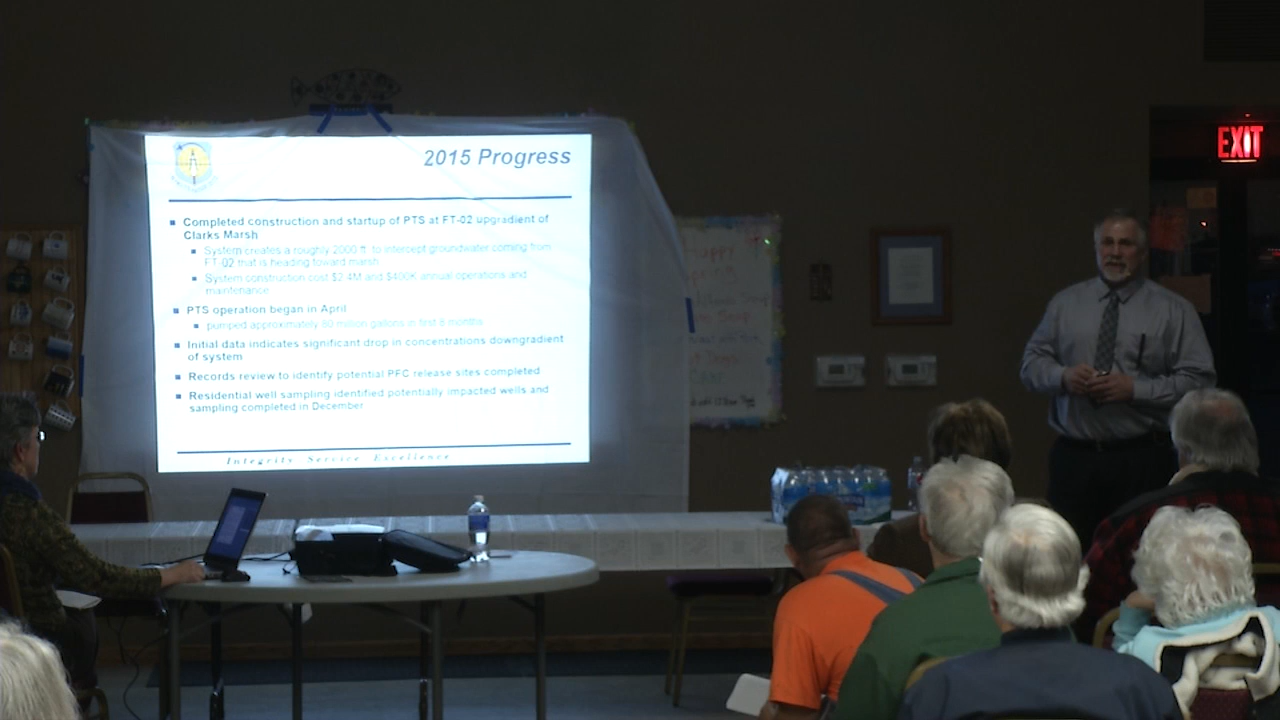 2015 Progress
Completed construction and startup of PTS at FT-02 upgradient of
Clarks Marsh
System creates a roughly 2000 ft to intercept groundwater coming from
FT-02 that is heading toward marsh
System construction cost $2.4M and $400K annual operations and
maintenance
PTS operation began in April
pumped approximately 80 million gallons in first 8 months
Initial data indicates significant drop in concentrations downgradient
of system
Records review to identify potential PFC release sites completed
Residential well sampling identified potentially impacted wells and
sampling completed in December
Integrity Service Excellence
EXIT